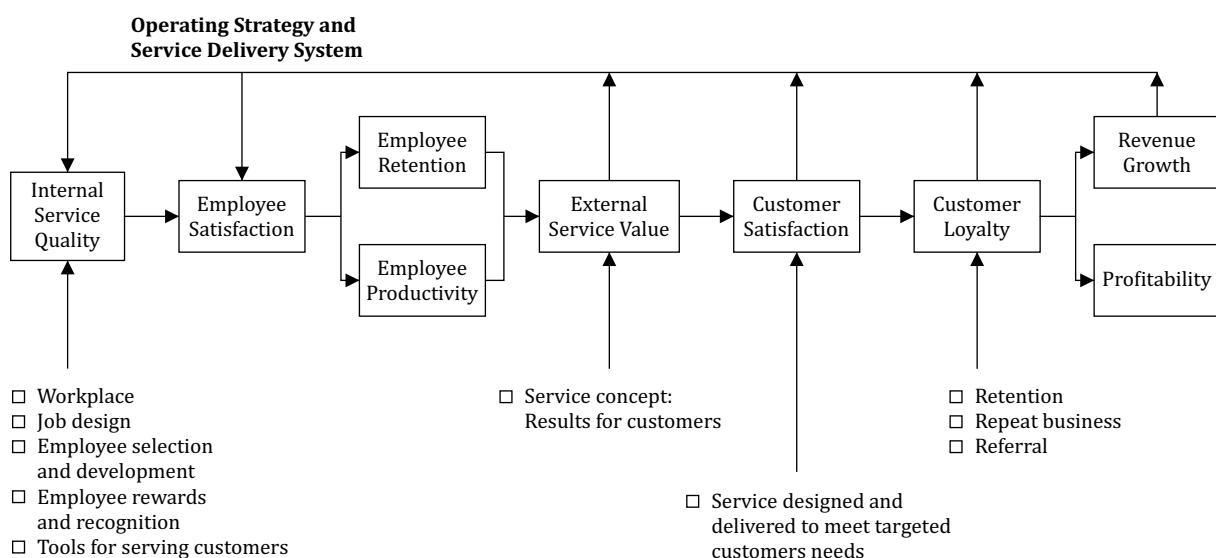 Operating Strategy and
Service Delivery System
Internal
Service
Quality
Employee
Satisfaction
Employee
Retention
Employee
Productivity
External
Service Value
Customer
Satisfaction
Customer
Loyalty
Revenue
Growth
Profitability
☐ Workplace
☐ Job design
☐ Employee selection
and development
☐ Employee rewards
and recognition
☐ Tools for serving customers
☐ Service concept:
Results for customers
☐ Service designed and
delivered to meet targeted
customers needs
☐ Retention
☐ Repeat business
☐ Referral